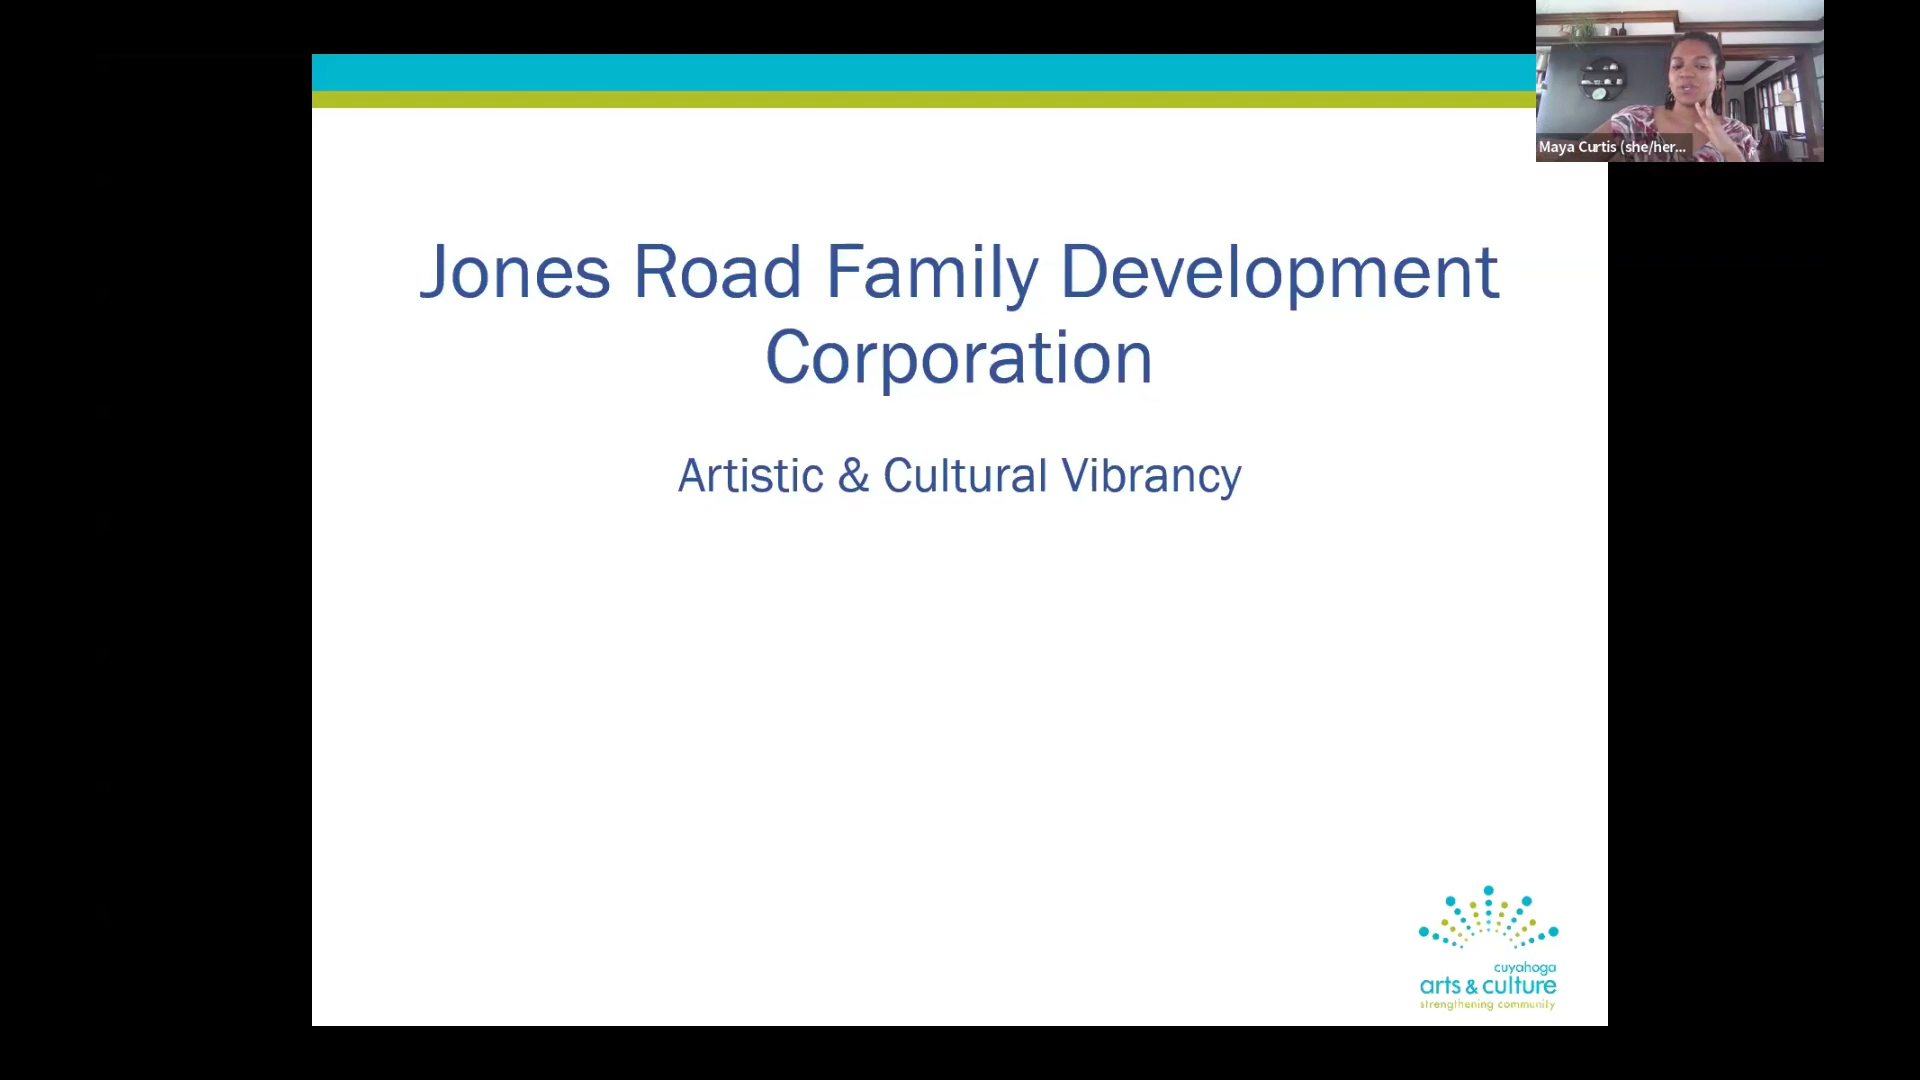 Maya Curtis (she/her...
Jones Road Family Development
Corporation
Artistic & Cultural Vibrancy
cuyahoga
arts & culture
strengthening community